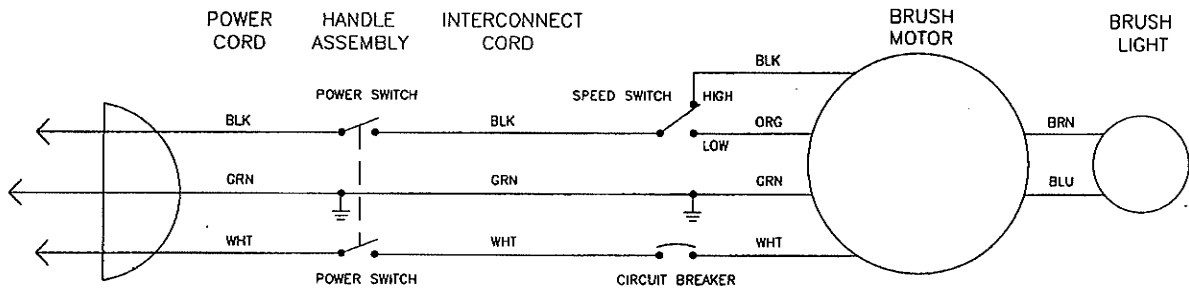 POWER CORD
HANDLE ASSEMBLY
INTERCONNECT CORD
BRUSH MOTOR
BRUSH LIGHT
BLK
POWER SWITCH
SPEED SWITCH
HIGH
BLK
BLK
ORG
BRN
LOW
GRN
GRN
GRN
BLU
WHT
WHT
WHT
POWER SWITCH
CIRCUIT BREAKER